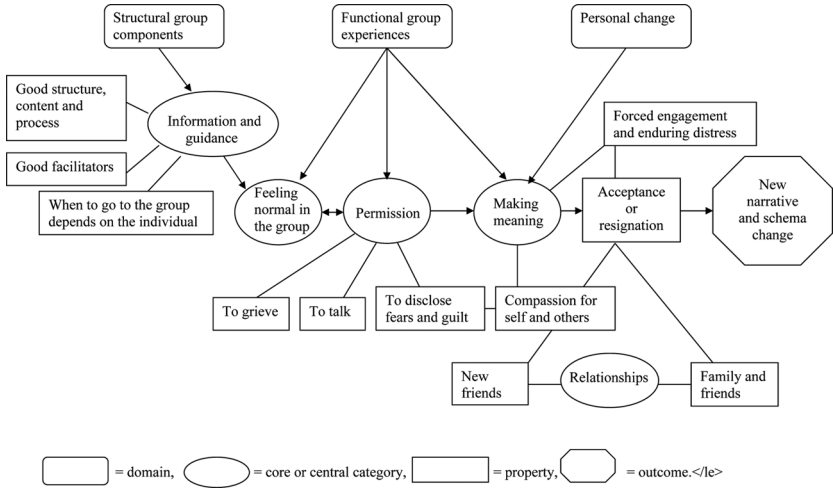 Structural group
components
Functional group
experiences
Personal change
Good structure,
content and
process
Information and
guidance
Forced engagement
and enduring distress
Good facilitators
When to go to the group
depends on the individual
Feeling
normal in
the group
Permission
Making
meaning
Acceptance
or
resignation
New
narrative
and schema
change
To grieve
To talk
To disclose
fears and guilt
Compassion for
self and others
New
friends
Relationships
Family and
friends
= domain,
= core or central category,
= property,
= outcome.</le>